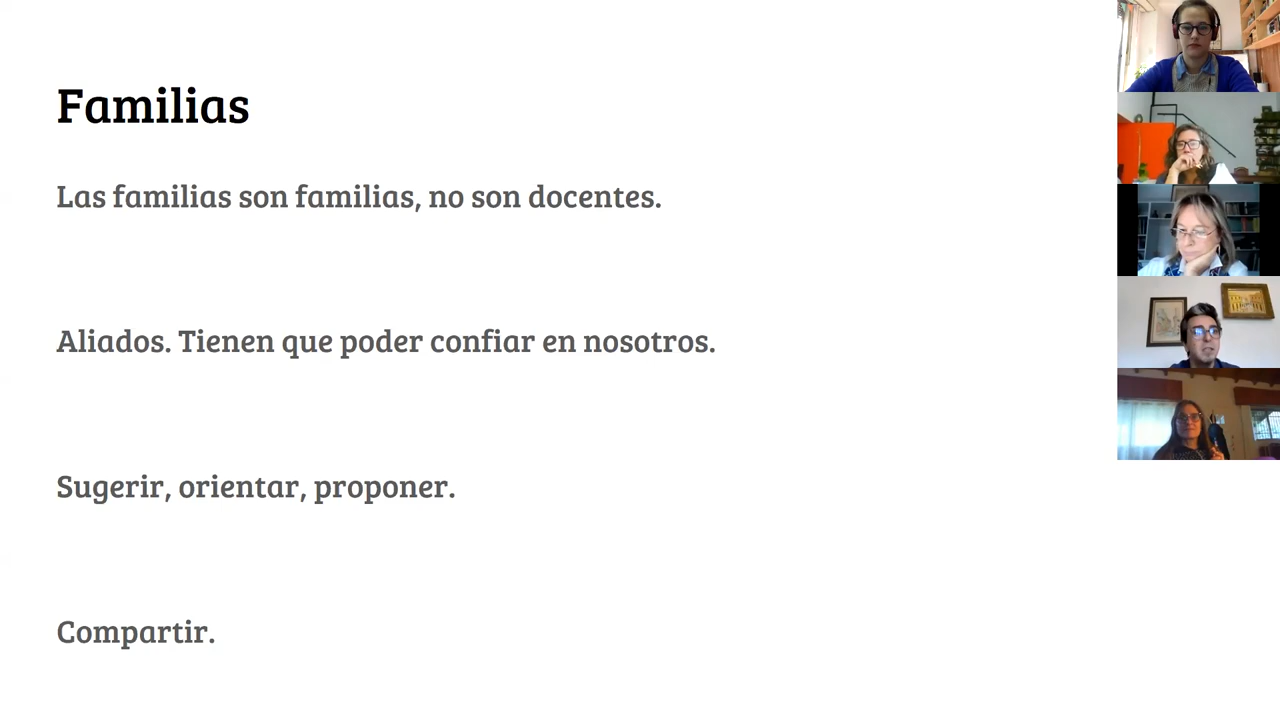 Familias
Las familias son familias, no son docentes.
Aliados. Tienen que poder confiar en nosotros.
Sugerir, orientar, proponer.
Compartir.